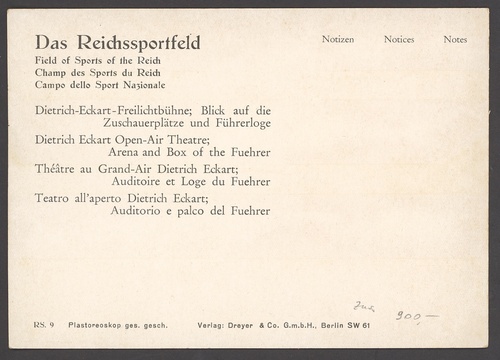 Das Reichssportfeld
Field of Sports of the Reich
Champ des Sports du Reich
Campo dello Sport Nazionale
Notizen Notices Notes
Dietrich-Eckart-Freilichtbühne; Blick auf die
Zuschauerplätze und Führerloge
Dietrich Eckart Open-Air Theatre;
Arena and Box of the Fuehrer
Théâtre au Grand-Air Dietrich Eckart;
Auditoire et Loge du Fuehrer
Teatro all'aperto Dietrich Eckart;
Auditorio e palco del Fuehrer
900,—
RS. 9 Plastoreoskop ges. gesch. Verlag: Dreyer & Co. G.m.b.H., Berlin SW 61